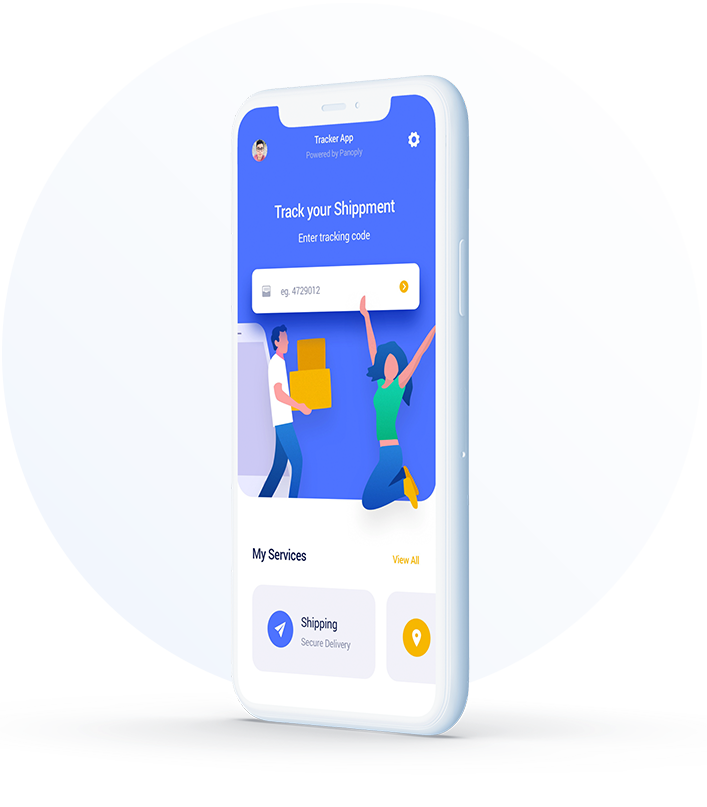 Tracker App
Powered by Panoply
Track your Shippment
Enter tracking code
eg. 4729012
My Services
View All
Shipping
Secure Delivery